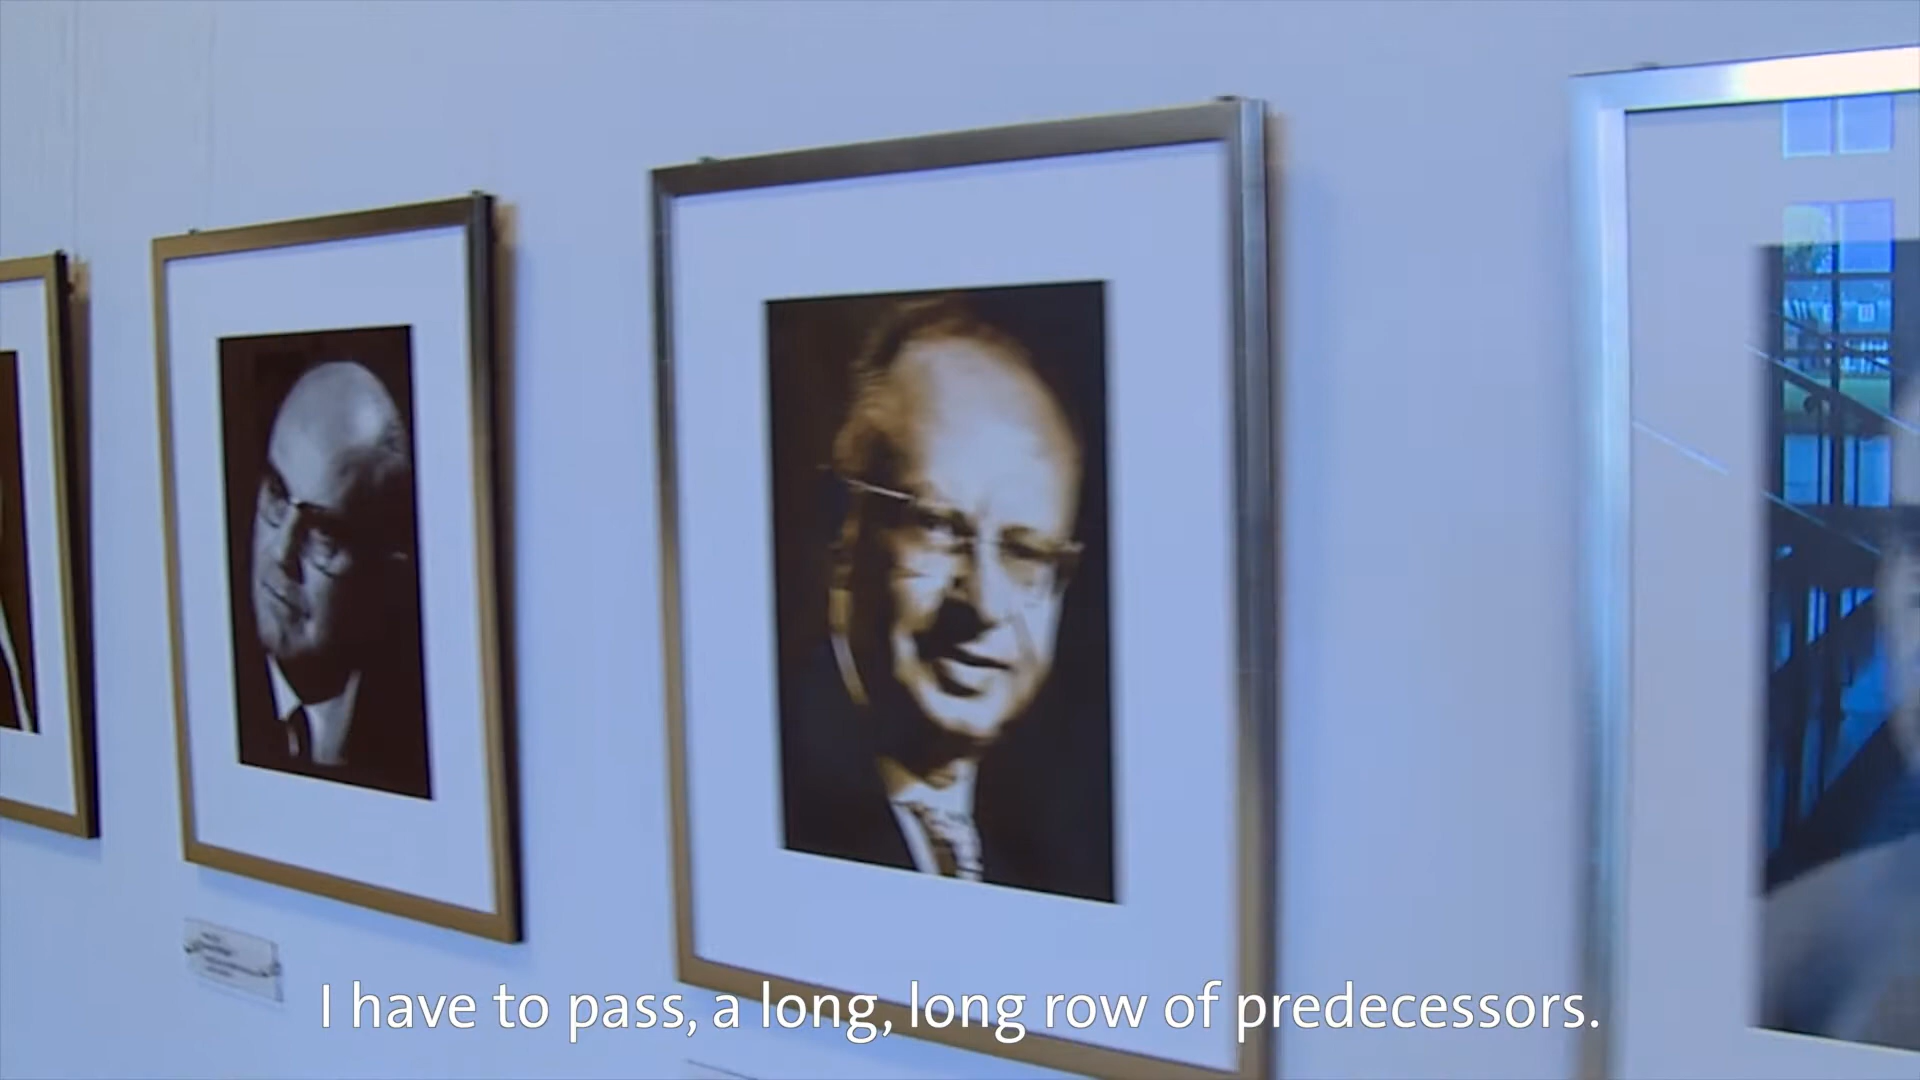 I have to pass, a long, long row of predecessors.